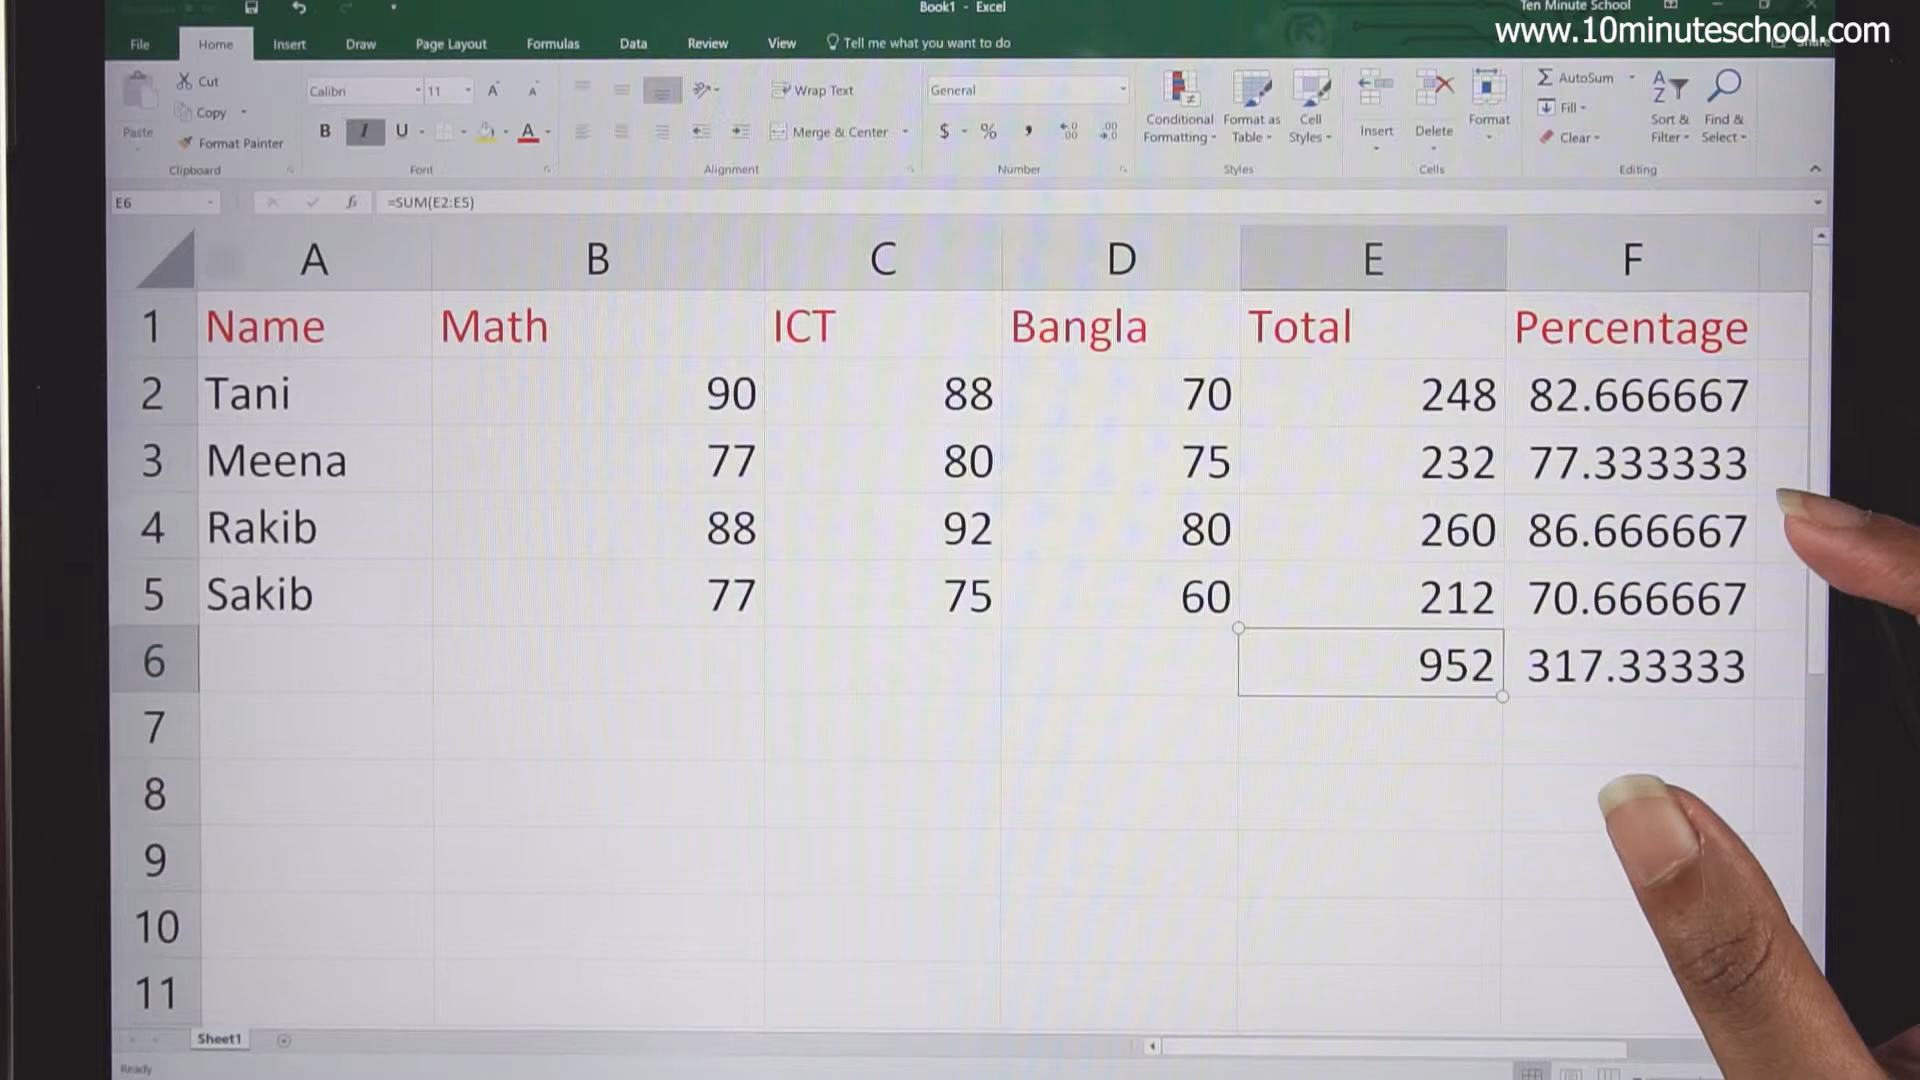 Book1 - Excel
Ten Minute School
www.10minuteschool.com
File Home Insert Draw Page Layout Formulas Data Review View Tell me what you want to do
Paste
Cut
Copy
Format Painter
Clipboard
Calibri 11 A A
B I U A
Font
Wrap Text
Merge & Center
Alignment
General
$ % , .00
Number
Conditional Formatting
Format as Table
Cell Styles
Styles
Insert
Delete
Format
Cells
AutoSum
Fill
Clear
Sort & Filter
Find & Select
Editing
E6 fx =SUM(E2:E5)
A B C D E F
1 Name Math ICT Bangla Total Percentage
2 Tani 90 88 70 248 82.666667
3 Meena 77 80 75 232 77.333333
4 Rakib 88 92 80 260 86.666667
5 Sakib 77 75 60 212 70.666667
6 952 317.33333
7
8
9
10
11
Sheet1
Ready